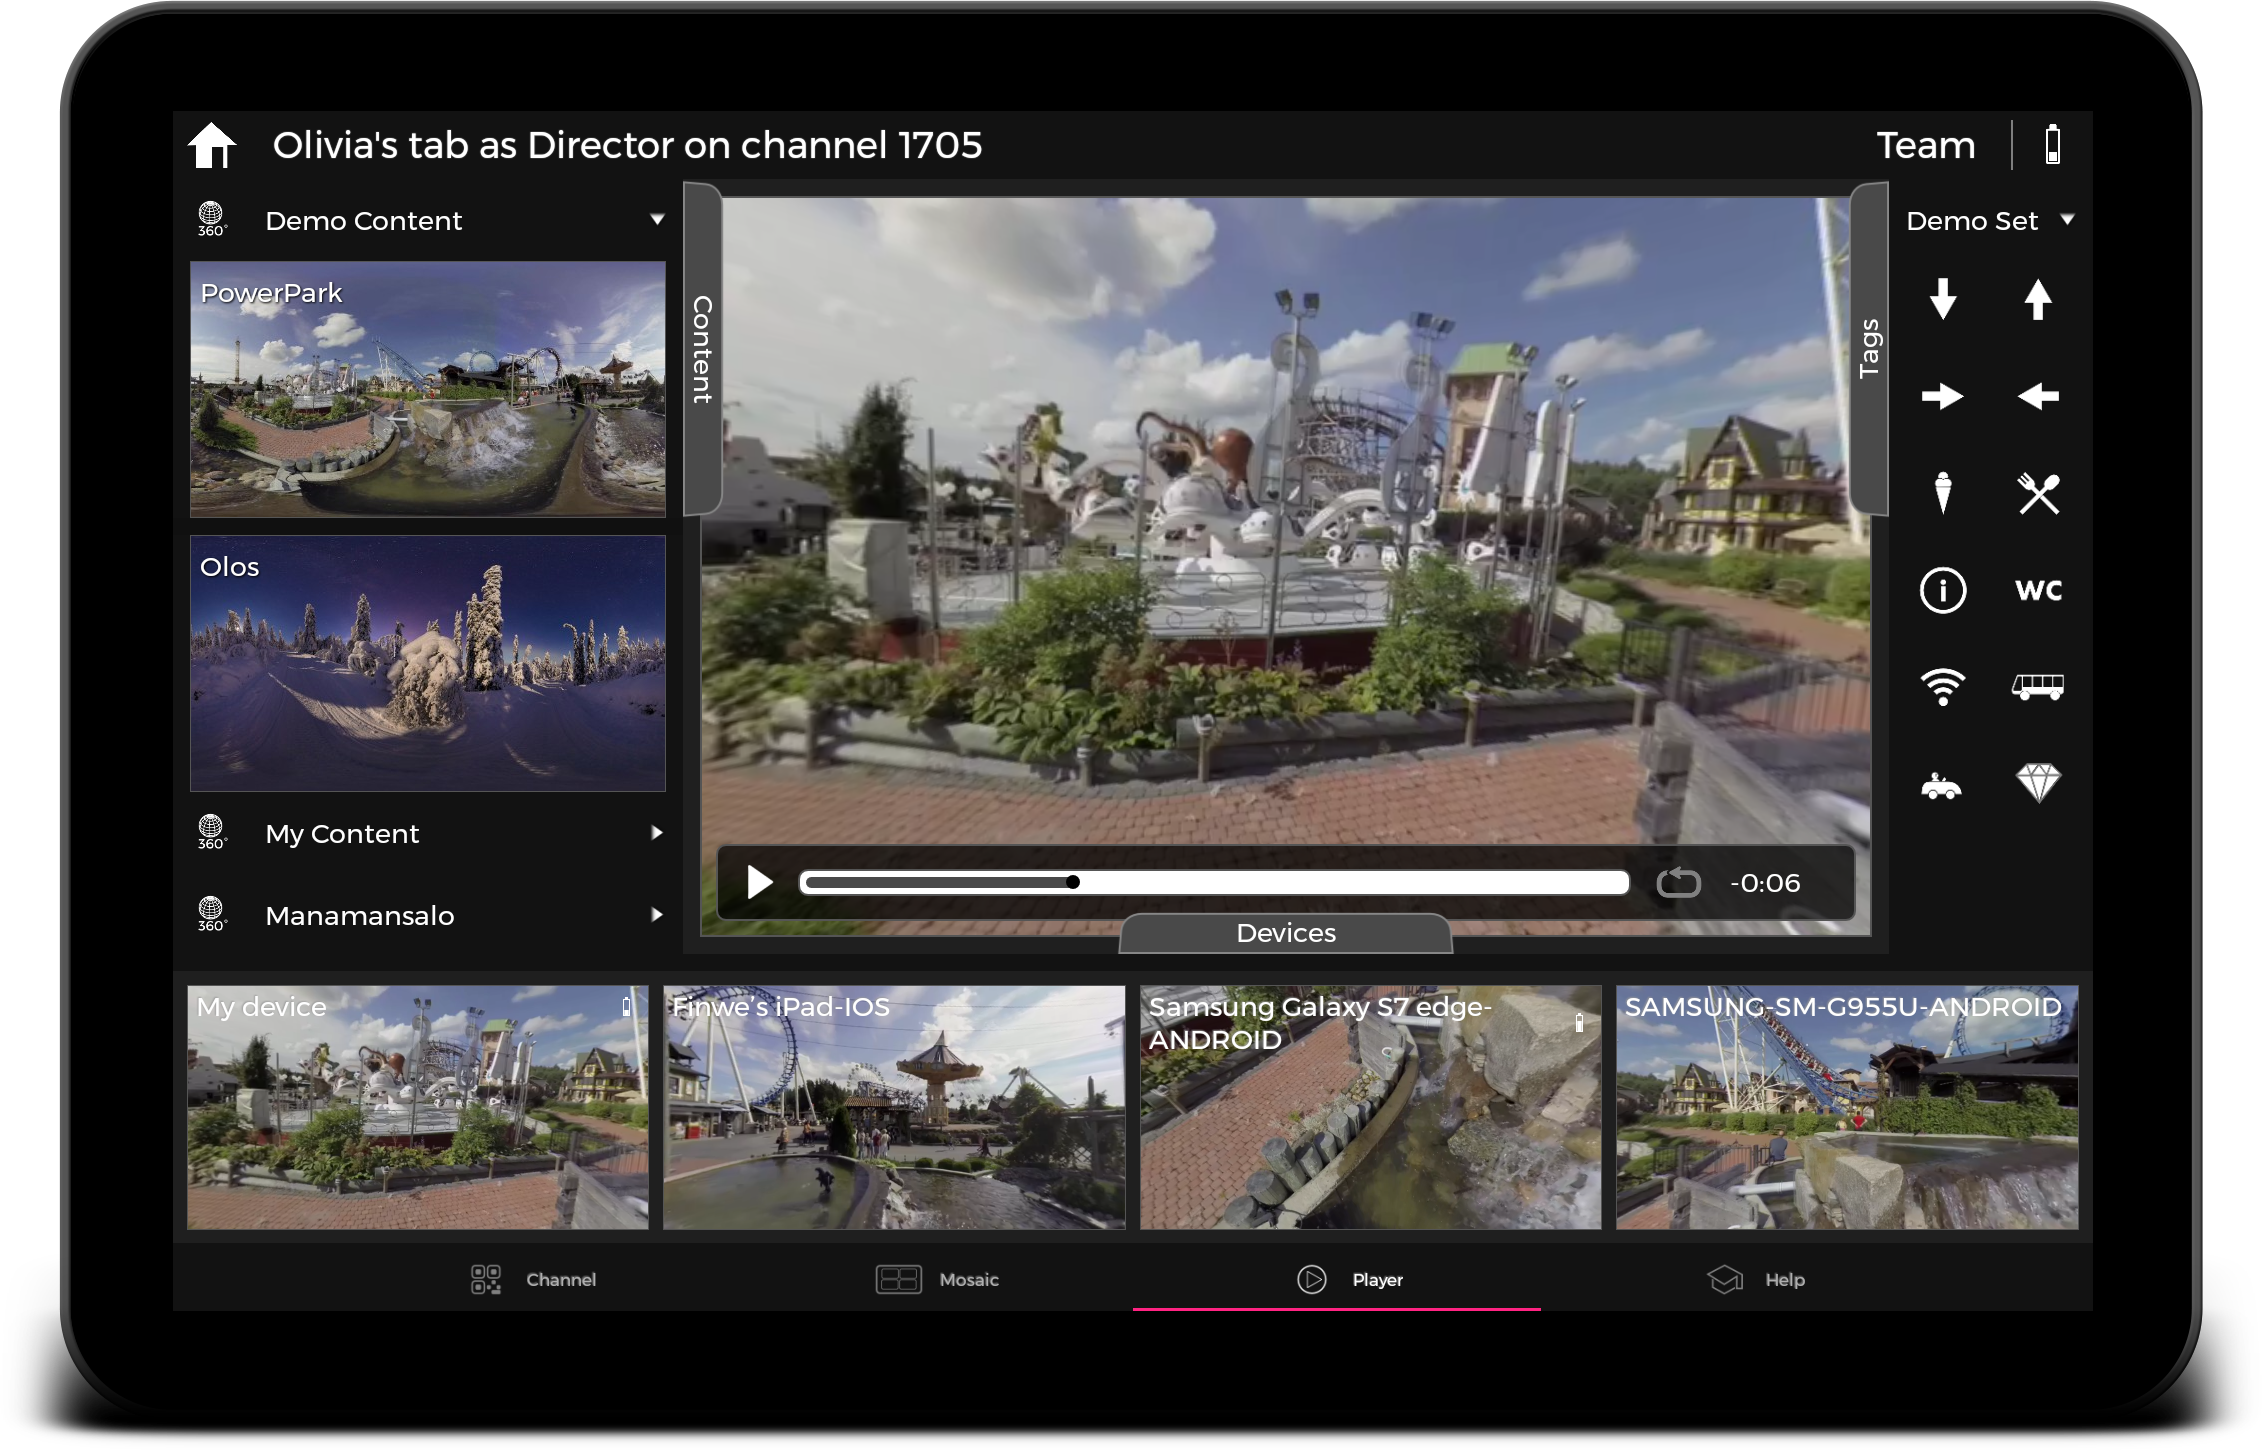 Olivia's tab as Director on channel 1705
Team
360°
Demo Content
PowerPark
Olos
360°
My Content
360°
Manamansalo
Content
Tags
-0:06
Devices
Demo Set
i
WC
My device
Finwe's iPad-IOS
Samsung Galaxy S7 edge-
ANDROID
SAMSUNG-SM-G955U-ANDROID
Channel
Mosaic
Player
Help